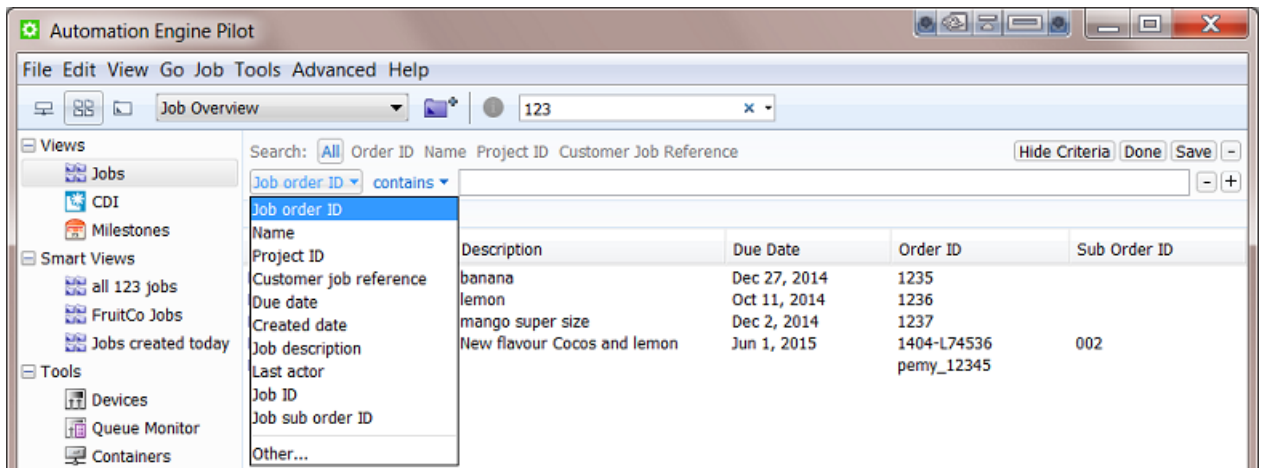 Automation Engine Pilot
File Edit View Go Job Tools Advanced Help
Job Overview 123
Views
Jobs
CDI
Milestones
Smart Views
all 123 jobs
FruitCo Jobs
Jobs created today
Tools
Devices
Queue Monitor
Containers
Search: All Order ID Name Project ID Customer Job Reference Hide Criteria Done Save -
Job order ID contains - +
Job order ID
Name
Project ID
Customer job reference
Due date
Created date
Job description
Last actor
Job ID
Job sub order ID
Other...
Description Due Date Order ID Sub Order ID
banana Dec 27, 2014 1235
lemon Oct 11, 2014 1236
mango super size Dec 2, 2014 1237
New flavour Cocos and lemon Jun 1, 2015 1404-L74536 002
pemy_12345